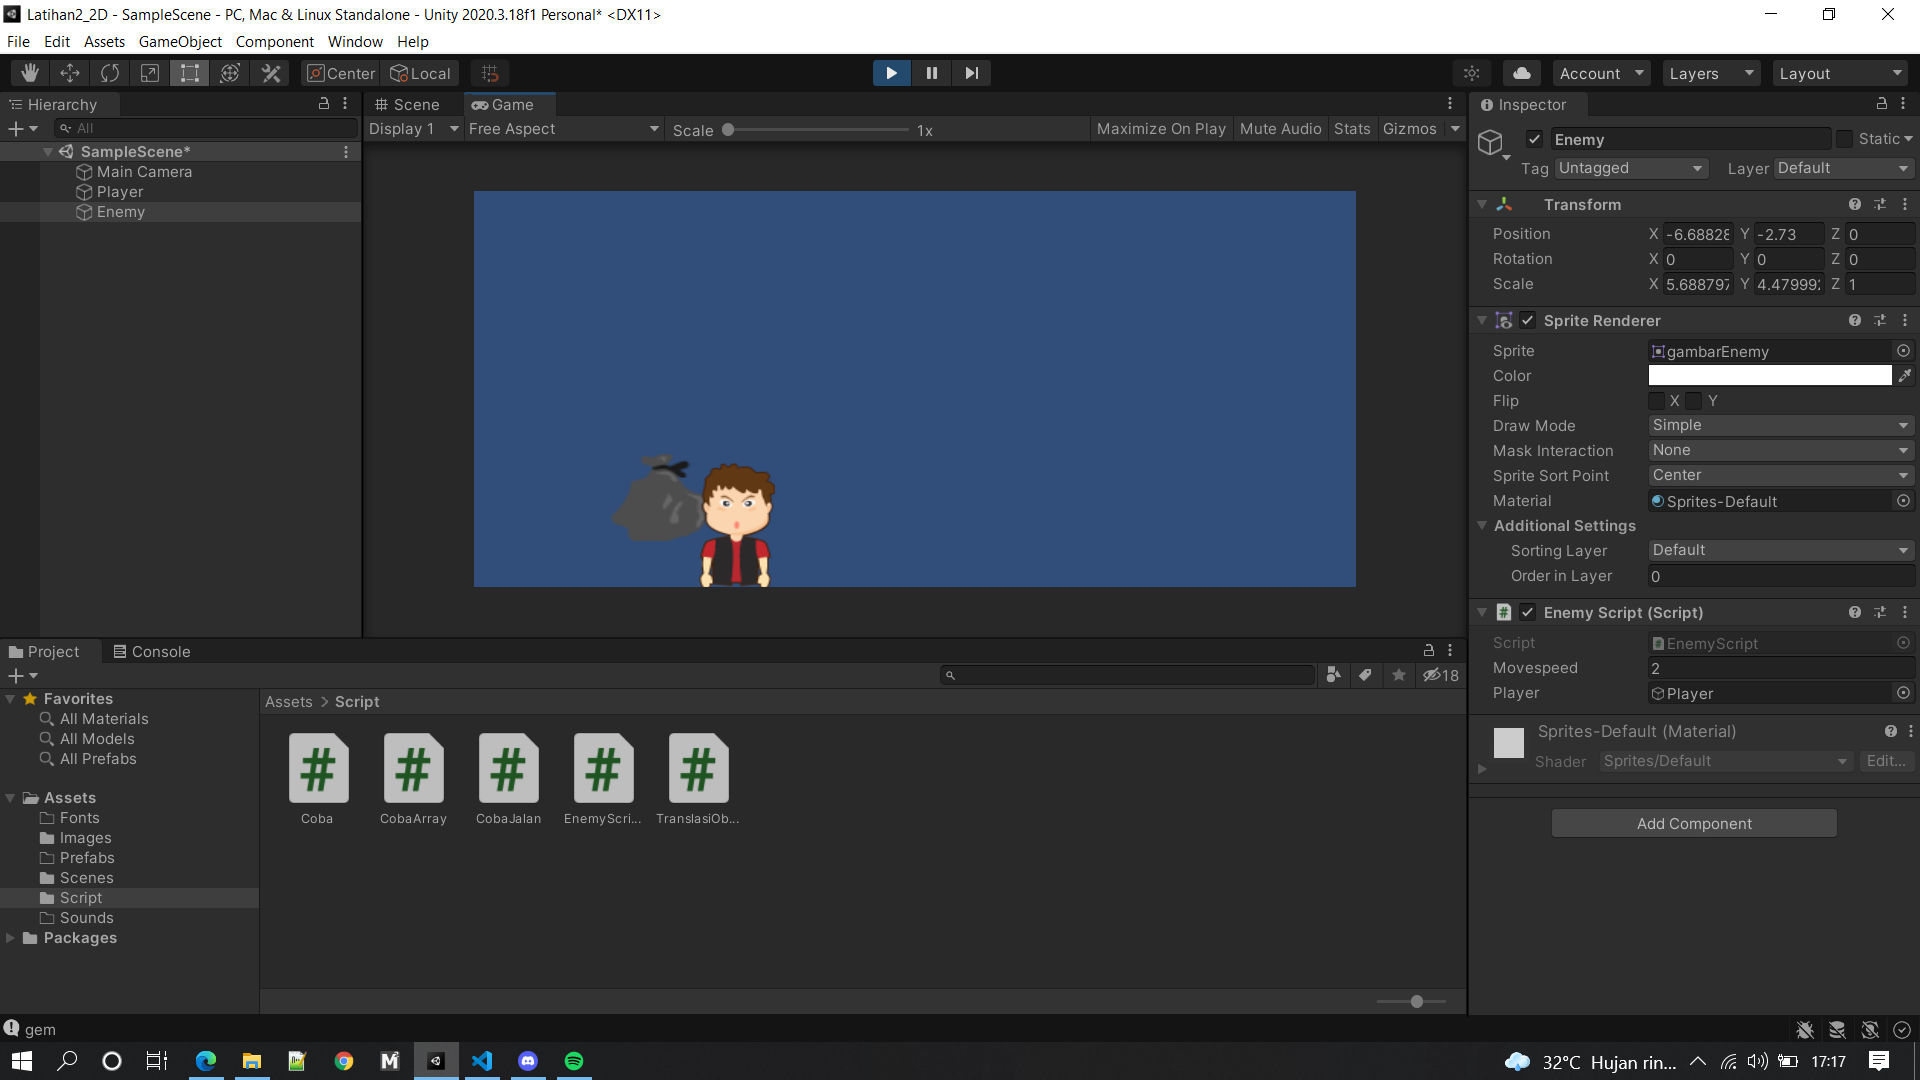 Latihan2_2D - SampleScene - PC, Mac & Linux Standalone - Unity 2020.3.18f1 Personal* <DX11>
File Edit Assets GameObject Component Window Help
Center Local Account Layers Layout
Hierarchy
All
SampleScene*
Main Camera
Player
Enemy
Scene Game
Display 1 Free Aspect Scale 1x Maximize On Play Mute Audio Stats Gizmos
Inspector
Enemy Static
Tag Untagged Layer Default
Transform
Position X -6.68828 Y -2.73 Z 0
Rotation X 0 Y 0 Z 0
Scale X 5.688797 Y 4.479992 Z 1
Sprite Renderer
Sprite gambarEnemy
Color
Flip X Y
Draw Mode Simple
Mask Interaction None
Sprite Sort Point Center
Material Sprites-Default
Additional Settings
Sorting Layer Default
Order in Layer 0
Enemy Script (Script)
Script EnemyScript
Movespeed 2
Player Player
Sprites-Default (Material)
Shader Sprites/Default Edit...
Add Component
Project Console
18
Favorites
All Materials
All Models
All Prefabs
Assets
Fonts
Images
Prefabs
Scenes
Script
Sounds
Packages
Assets > Script
Coba CobaArray CobaJalan EnemyScri... TranslasiOb...
gem
32°C Hujan rin... 17:17